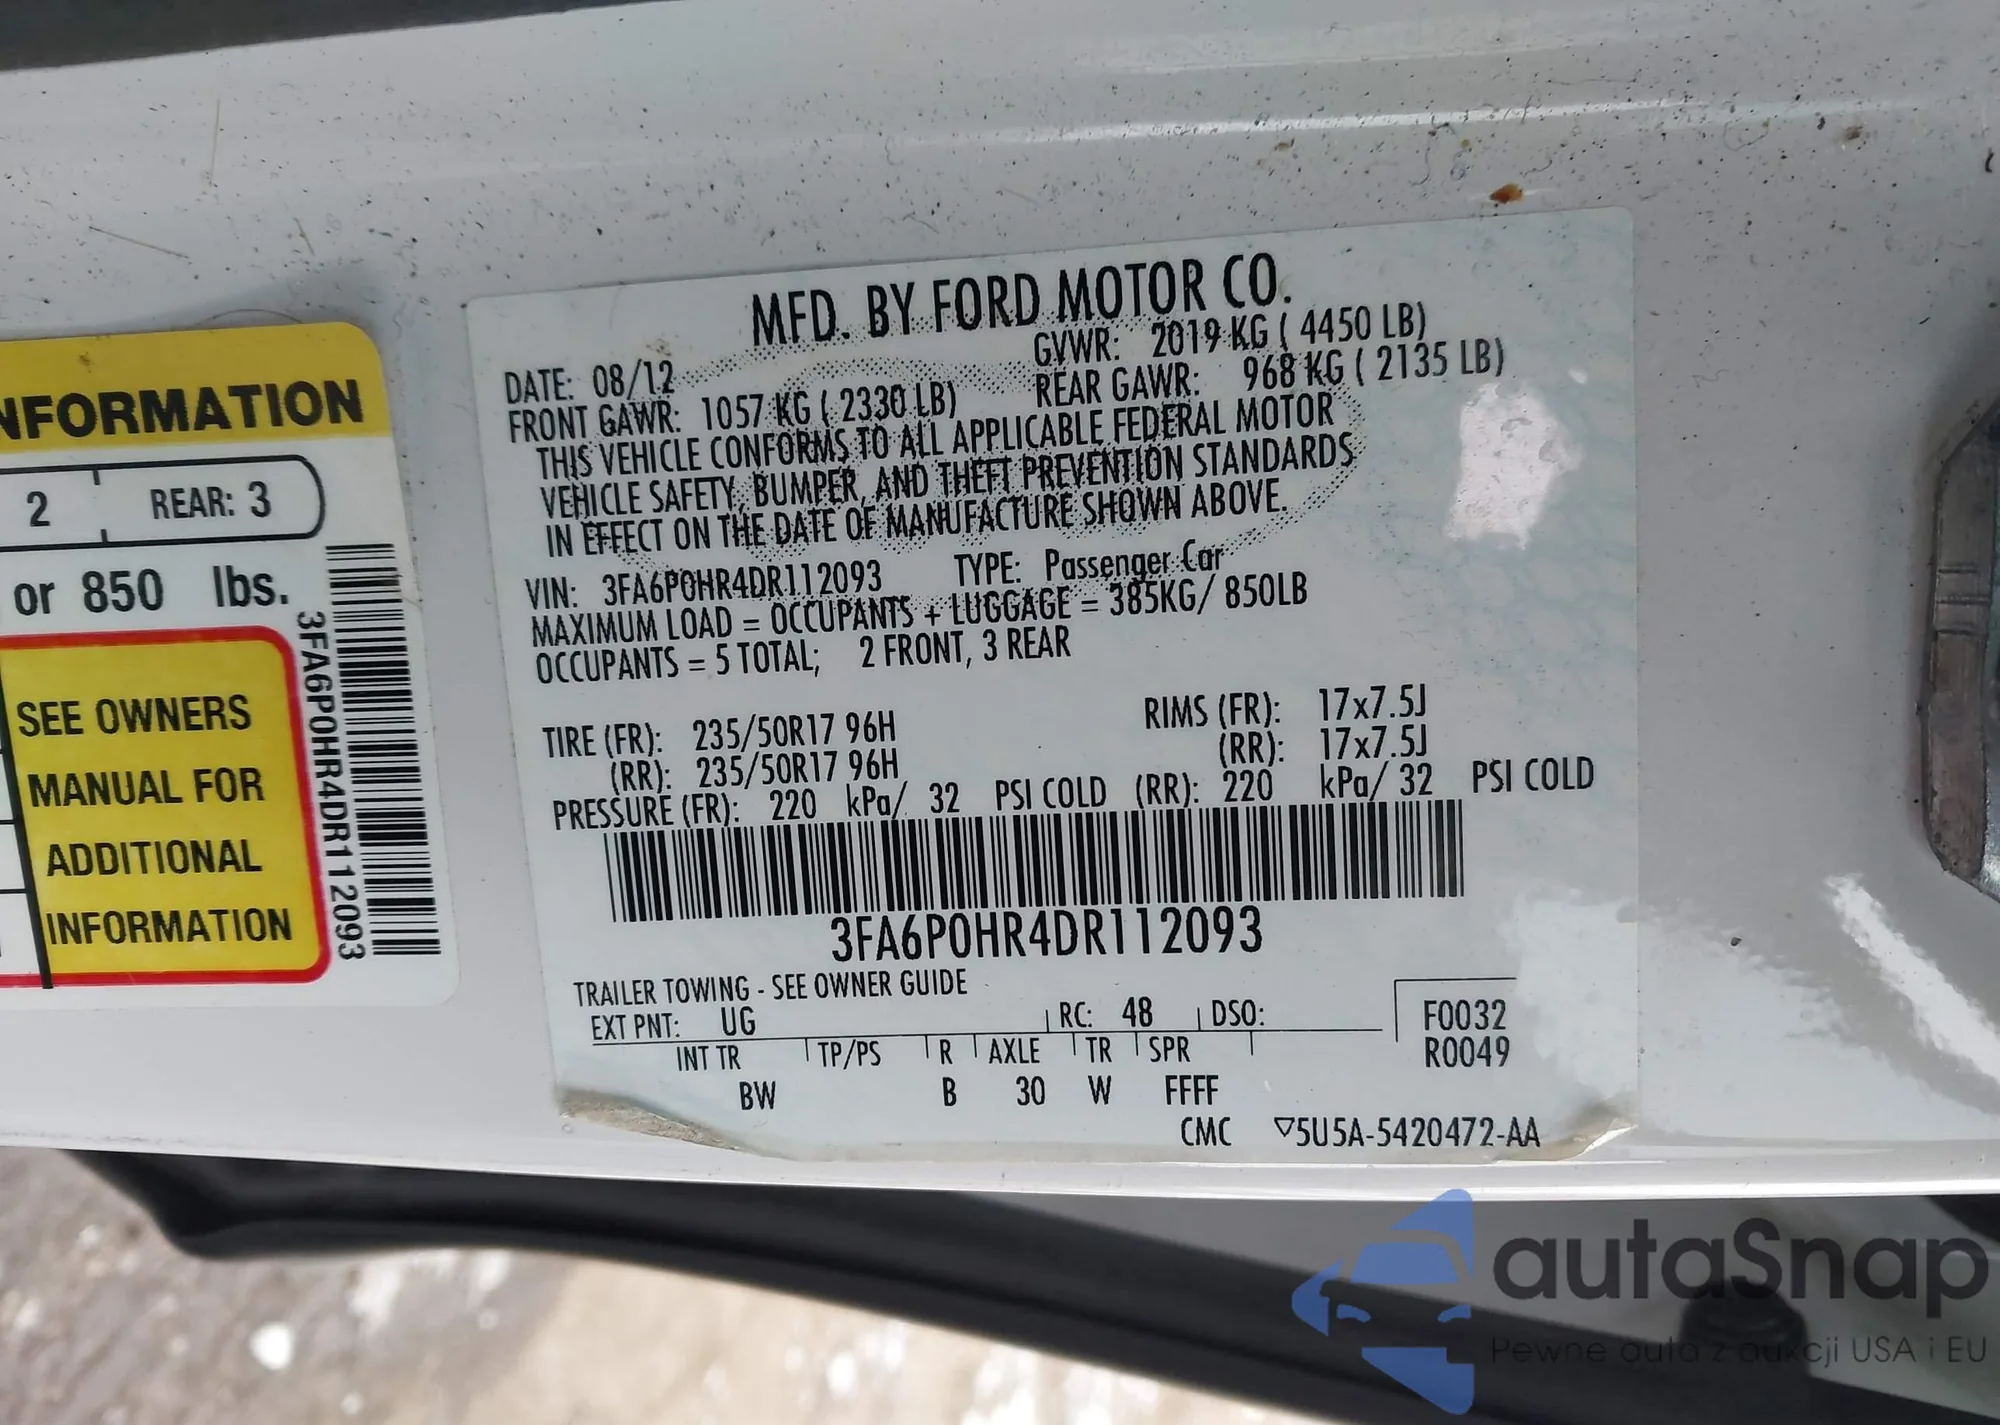 NFORMATION
2 REAR: 3
or 850 lbs.
SEE OWNERS
MANUAL FOR
ADDITIONAL
INFORMATION
3FA6P0HR4DR112093
MFD. BY FORD MOTOR CO.
DATE: 08/12 GVWR: 2019 KG ( 4450 LB)
FRONT GAWR: 1057 KG ( 2330 LB) REAR GAWR: 968 KG ( 2135 LB)
THIS VEHICLE CONFORMS TO ALL APPLICABLE FEDERAL MOTOR
VEHICLE SAFETY, BUMPER, AND THEFT PREVENTION STANDARDS
IN EFFECT ON THE DATE OF MANUFACTURE SHOWN ABOVE.
VIN: 3FA6P0HR4DR112093 TYPE: Passenger Car
MAXIMUM LOAD = OCCUPANTS + LUGGAGE = 385KG/ 850LB
OCCUPANTS = 5 TOTAL; 2 FRONT, 3 REAR
TIRE (FR): 235/50R17 96H RIMS (FR): 17x7.5J
(RR): 235/50R17 96H (RR): 17x7.5J
PRESSURE (FR): 220 kPa/ 32 PSI COLD (RR): 220 kPa/ 32 PSI COLD
3FA6P0HR4DR112093
TRAILER TOWING - SEE OWNER GUIDE
EXT PNT: UG RC: 48 DSO: F0032
INT TR TP/PS R AXLE TR SPR R0049
BW B 30 W FFFF
CMC ▽5U5A-5420472-AA
autaSnap
Pewne auta z aukcji USA i EU